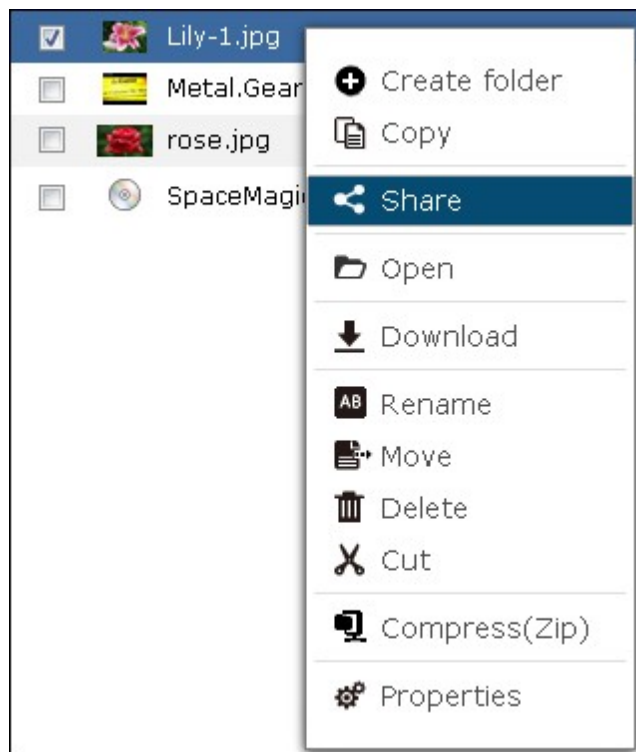 Lily-1.jpg
Metal.Gear
rose.jpg
SpaceMagi
Create folder
Copy
Share
Open
Download
AB Rename
Move
Delete
Cut
Compress(Zip)
Properties